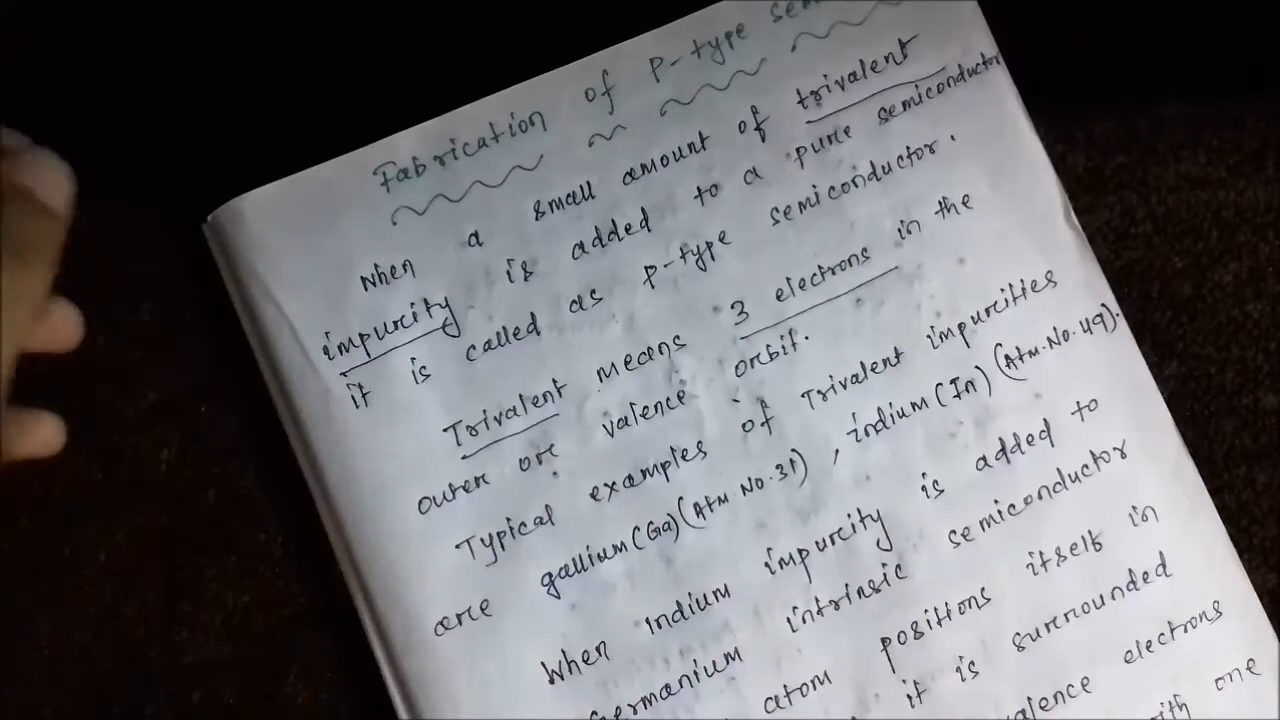 Fabrication of P-type
When a small amount of trivalent
impurity is added to a pure semiconductor
it is called as P-type semiconductor.
Trivalent means 3 electrons in the
outer or valence orbit.
Typical examples of Trivalent impurities
are gallium (Ga) (Atm. No. 31), indium (In) (Atm. No. 49).
When indium impurity is added to
Germanium intrinsic semiconductor
atom positions itself in
it is surrounded
valence electrons
with one